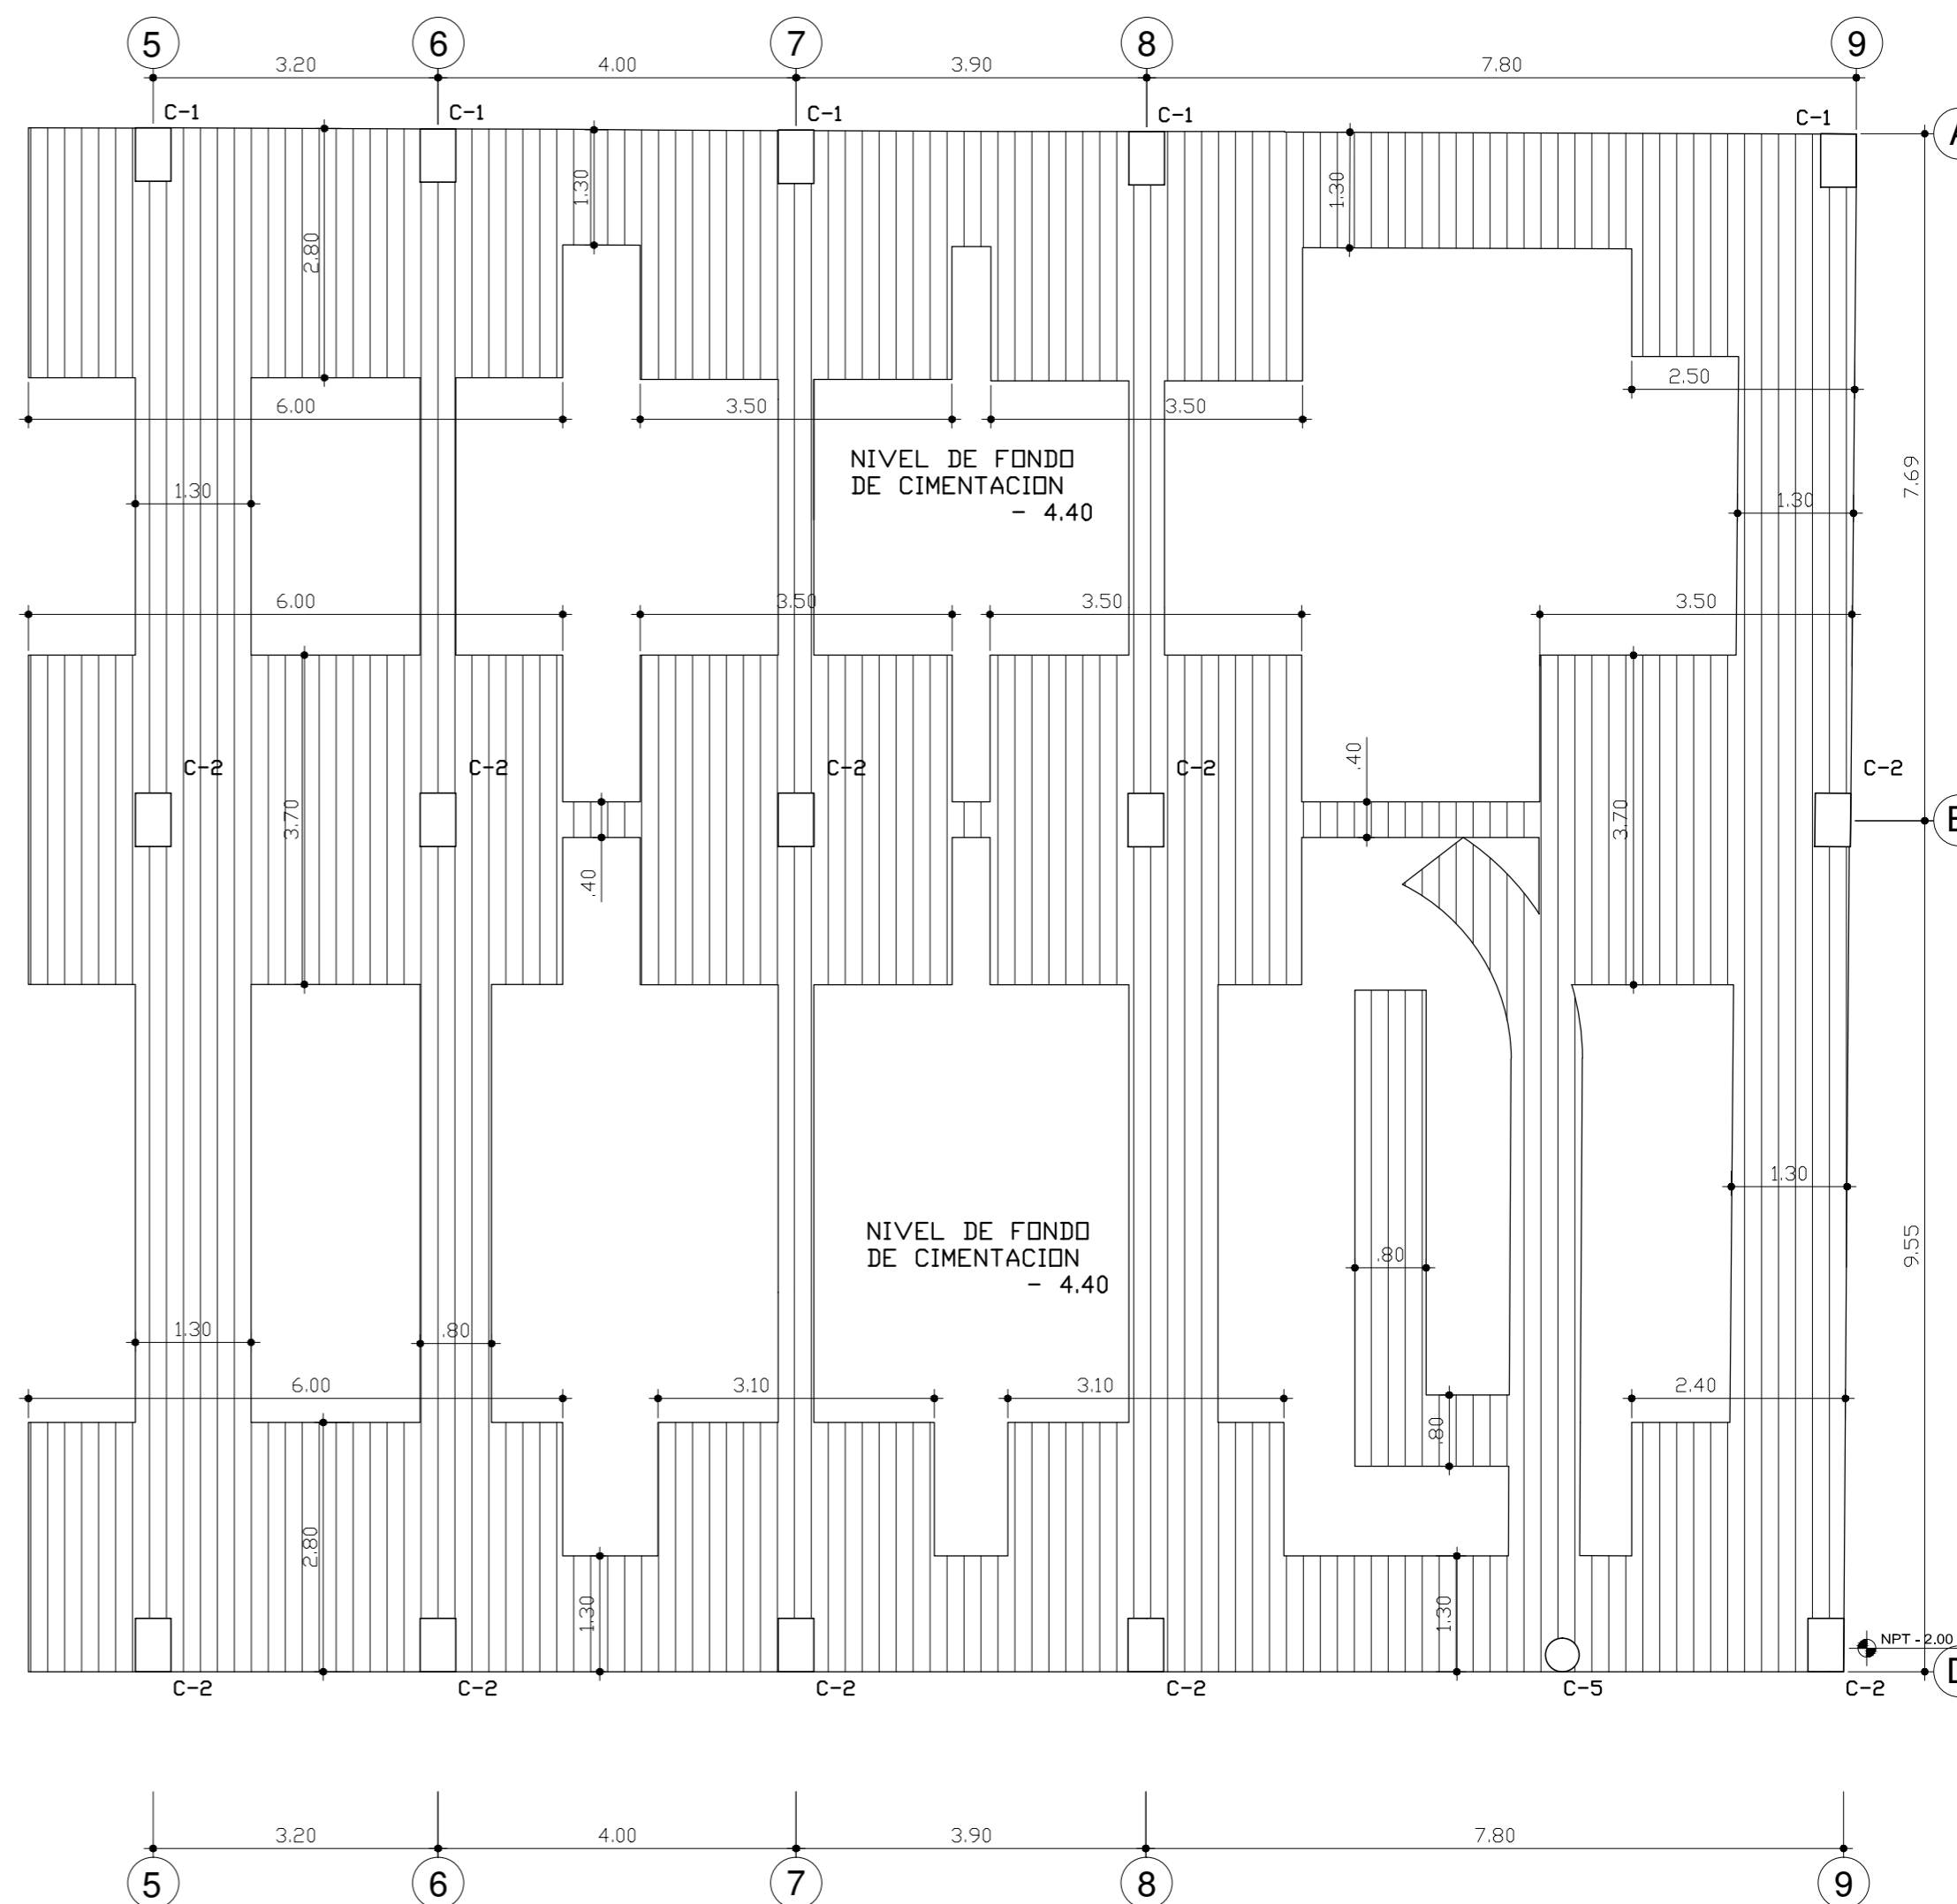 5 6 7 8 9
3.20 4.00 3.90 7.80
C-1 C-1 C-1 C-1 C-1
A
1.30 1.30
2.80
2.50
6.00 3.50 3.50
NIVEL DE FONDO
DE CIMENTACION
- 4.40
7.69
1.30 1.30
6.00 3.50 3.50 3.50
.40
C-2 C-2 C-2 C-2 C-2
3.70 3.70
.40
1.30
NIVEL DE FONDO
DE CIMENTACION
- 4.40
9.55
.80
1.30 .80
6.00 3.10 3.10 2.40
.80
2.80
1.30 1.30
NPT - 2.00
D
C-2 C-2 C-2 C-2 C-5 C-2
3.20 4.00 3.90 7.80
5 6 7 8 9